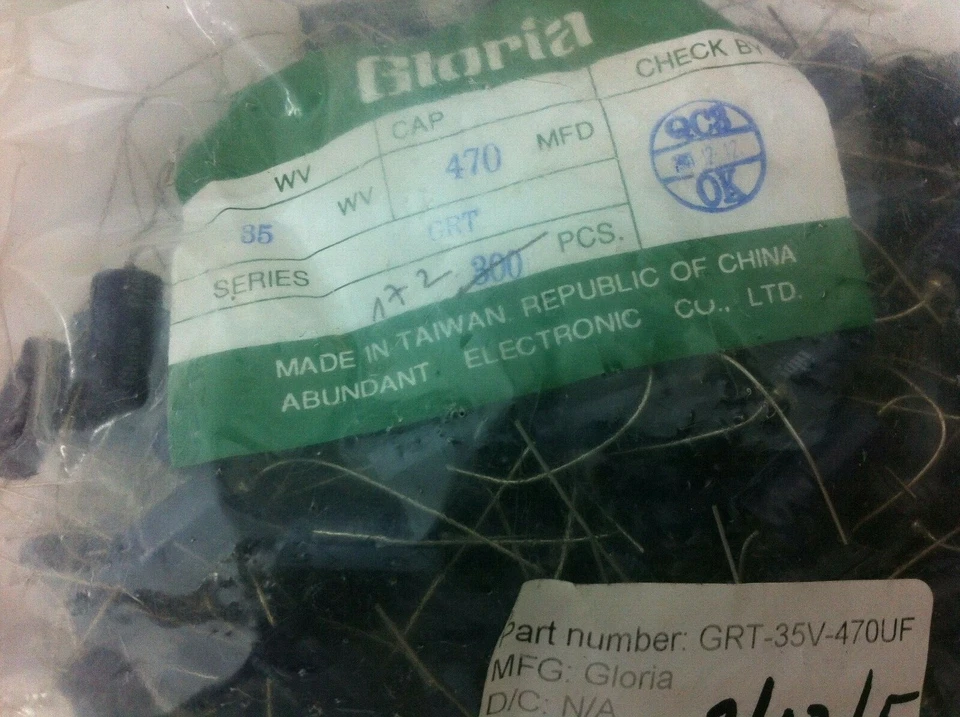 Gloria
CHECK BY
CAP
470 MFD
WV
35 WV
QC3
OK
GRT
SERIES
300 PCS.
MADE IN TAIWAN REPUBLIC OF CHINA
ABUNDANT ELECTRONIC CO., LTD.
Part number: GRT-35V-470UF
MFG: Gloria
D/C: N/A